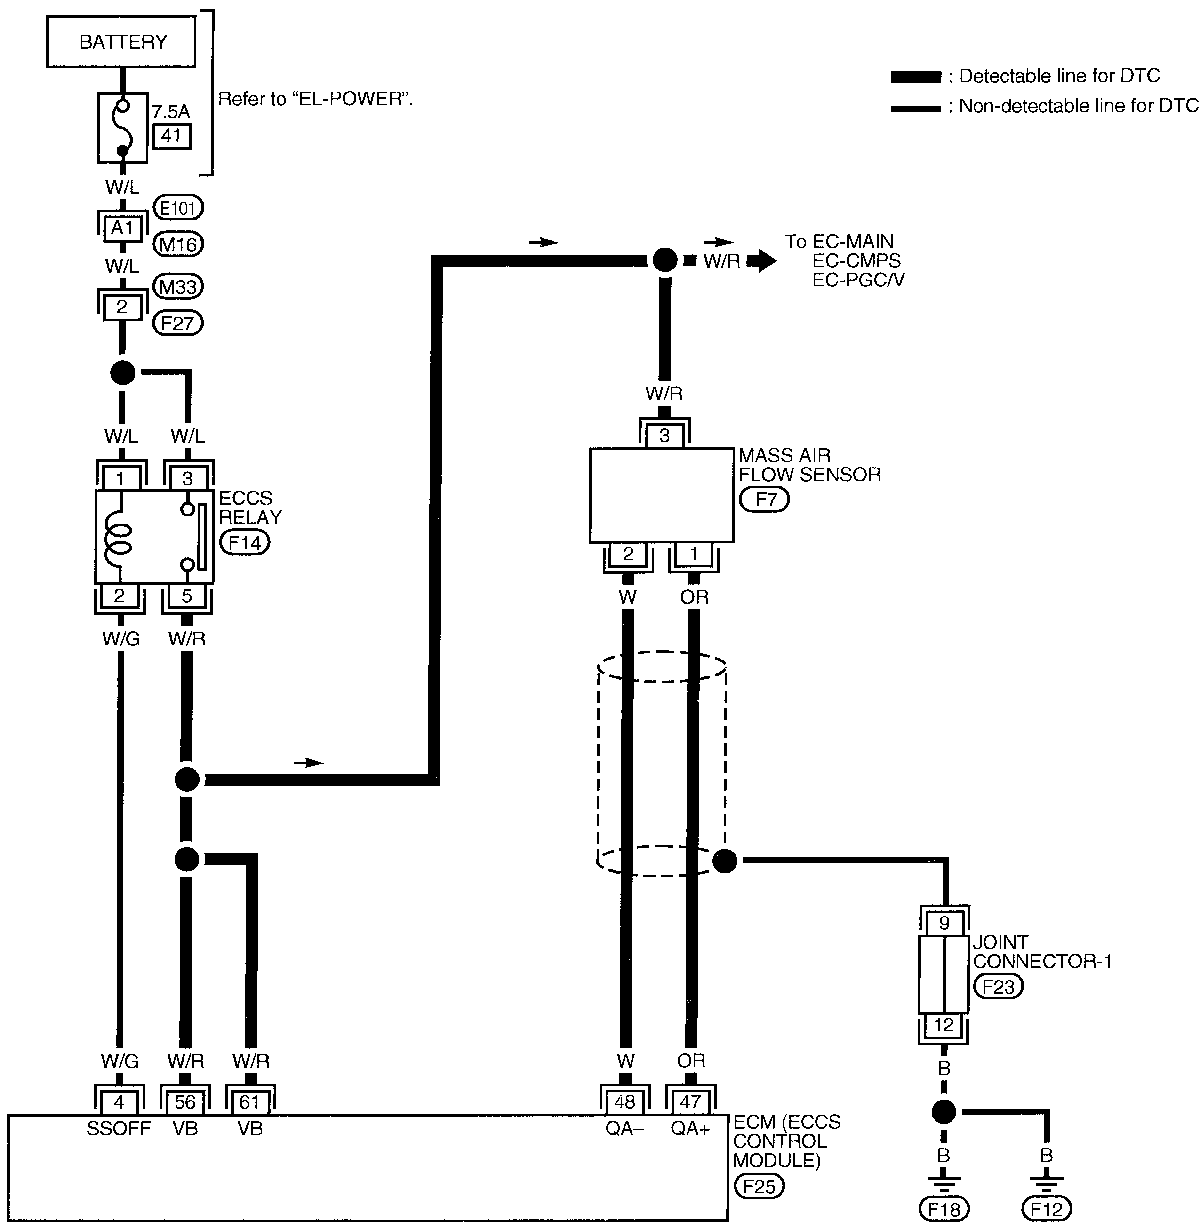 BATTERY
Refer to "EL-POWER".
7.5A
41
W/L
E101
A1
M16
W/L
M33
2
F27
W/L W/L
1 3
ECCS
RELAY
F14
2 5
W/G W/R
: Detectable line for DTC
: Non-detectable line for DTC
W/R
To EC-MAIN
EC-CMPS
EC-PGC/V
W/R
3
MASS AIR
FLOW SENSOR
F7
2 1
W OR
9
JOINT
CONNECTOR-1
F23
12
B
B B
F18 F12
W/G W/R W/R W OR
4 56 61 48 47
SSOFF VB VB QA– QA+
ECM (ECCS
CONTROL
MODULE)
F25